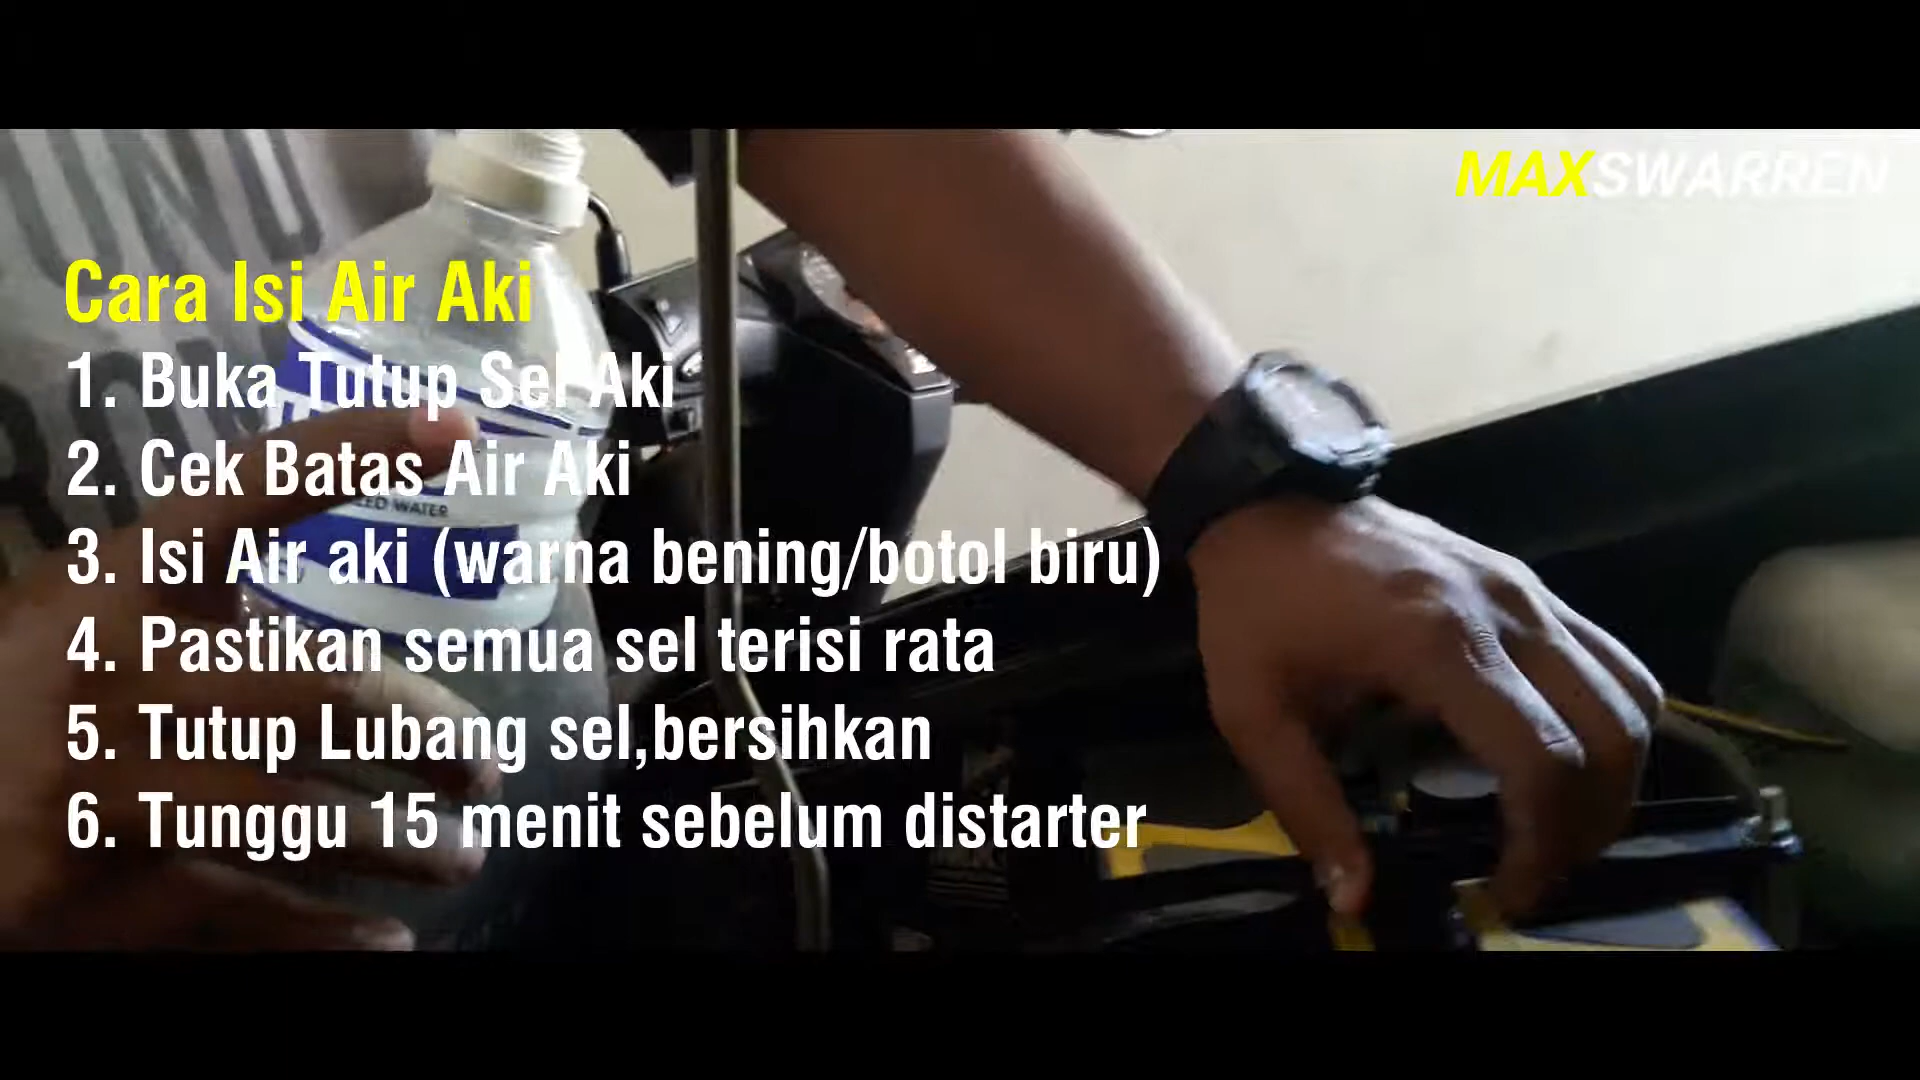 MAXSWARREN
Cara Isi Air Aki
1. Buka Tutup Sel Aki
2. Cek Batas Air Aki
WATER
3. Isi Air aki (warna bening/botol biru)
4. Pastikan semua sel terisi rata
5. Tutup Lubang sel,bersihkan
6. Tunggu 15 menit sebelum distarter